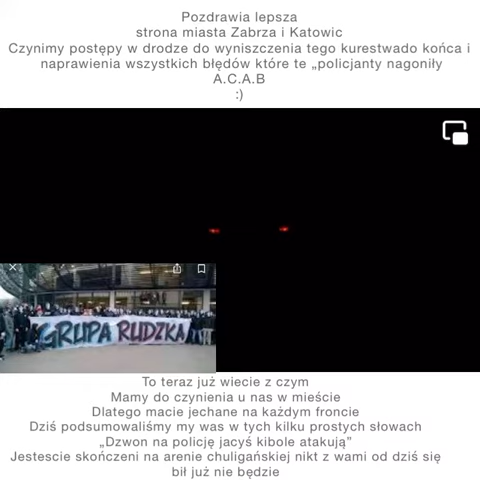 Pozdrawia lepsza
strona miasta Zabrza i Katowic
Czynimy postępy w drodze do wyniszczenia tego kurestwado końca i
naprawienia wszystkich błędów które te „policjanty nagoniły
A.C.A.B
:)
GRUPA RUDZKA
To teraz już wiecie z czym
Mamy do czynienia u nas w mieście
Dlatego macie jechane na każdym froncie
Dziś podsumowaliśmy my was w tych kilku prostych słowach
„Dzwon na policję jacyś kibole atakują”
Jestescie skończeni na arenie chuligańskiej nikt z wami od dziś się
bił już nie będzie